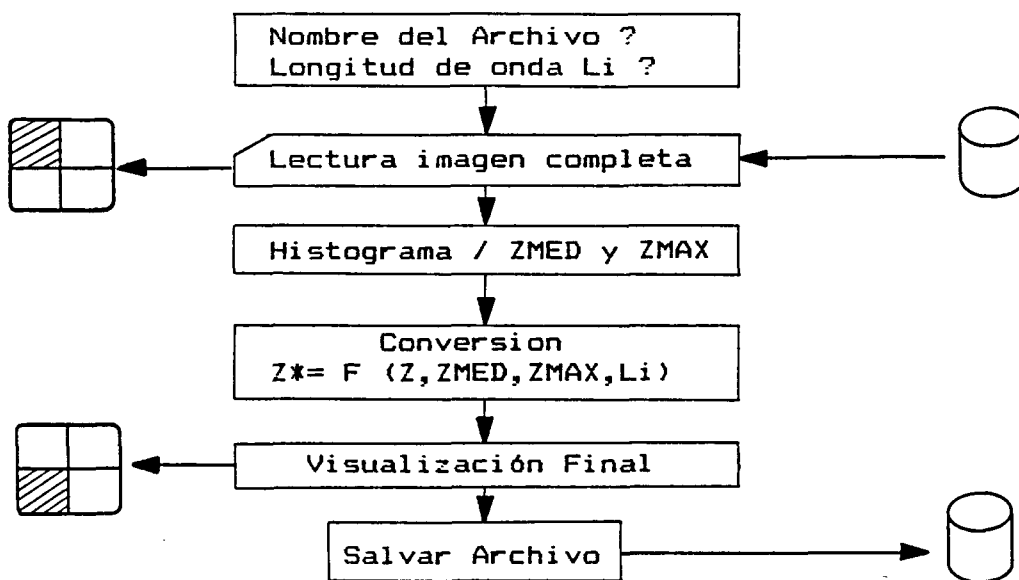 Nombre del Archivo ?
Longitud de onda Li ?
Lectura imagen completa
Histograma / ZMED y ZMAX
Conversion
Z*= F (Z,ZMED,ZMAX,Li)
Visualización Final
Salvar Archivo